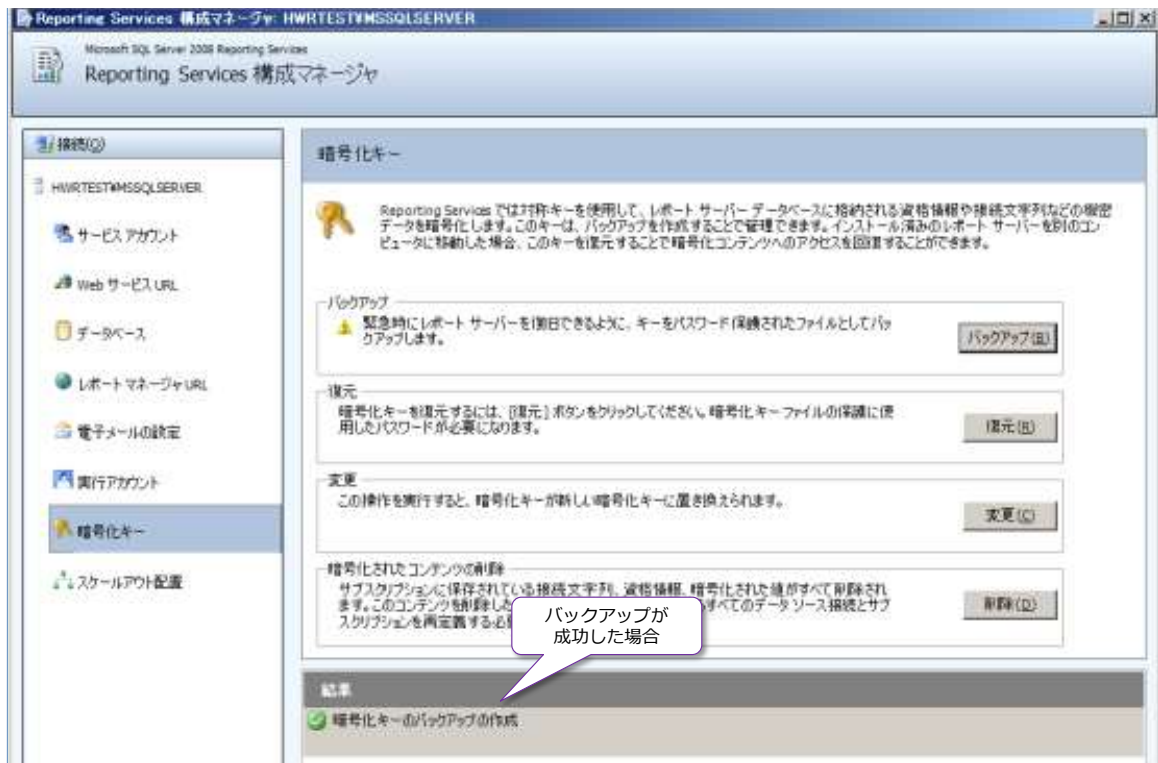 Reporting Services 構成マネージャ: HWRTEST¥MSSQLSERVER
Microsoft SQL Server 2008 Reporting Services
Reporting Services 構成マネージャ
接続(O)
HWRTEST¥MSSQLSERVER
サービス アカウント
Web サービス URL
データベース
レポート マネージャ URL
電子メールの設定
実行アカウント
暗号化キー
スケールアウト配置
暗号化キー
Reporting Services では対称キーを使用して、レポート サーバー データベースに格納される資格情報や接続文字列などの機密
データを暗号化します。このキーは、バックアップを作成することで管理できます。インストール済みのレポート サーバーを別のコン
ピュータに移動した場合、このキーを復元することで暗号化コンテンツへのアクセスを回復することができます。
バックアップ
緊急時にレポート サーバーを復旧できるように、キーをパスワード保護されたファイルとしてバッ
クアップします。
バックアップ(B)
復元
暗号化キーを復元するには、[復元] ボタンをクリックしてください。暗号化キー ファイルの保護に使
用したパスワードが必要になります。
復元(R)
変更
この操作を実行すると、暗号化キーが新しい暗号化キーに置き換えられます。
変更(C)
暗号化されたコンテンツの削除
サブスクリプションに保存されている接続文字列、資格情報、暗号化された値がすべて削除され
ます。このコンテンツを削除した すべてのデータ ソース接続とサブ
スクリプションを再定義する必
削除(D)
バックアップが
成功した場合
結果
暗号化キーのバックアップの作成